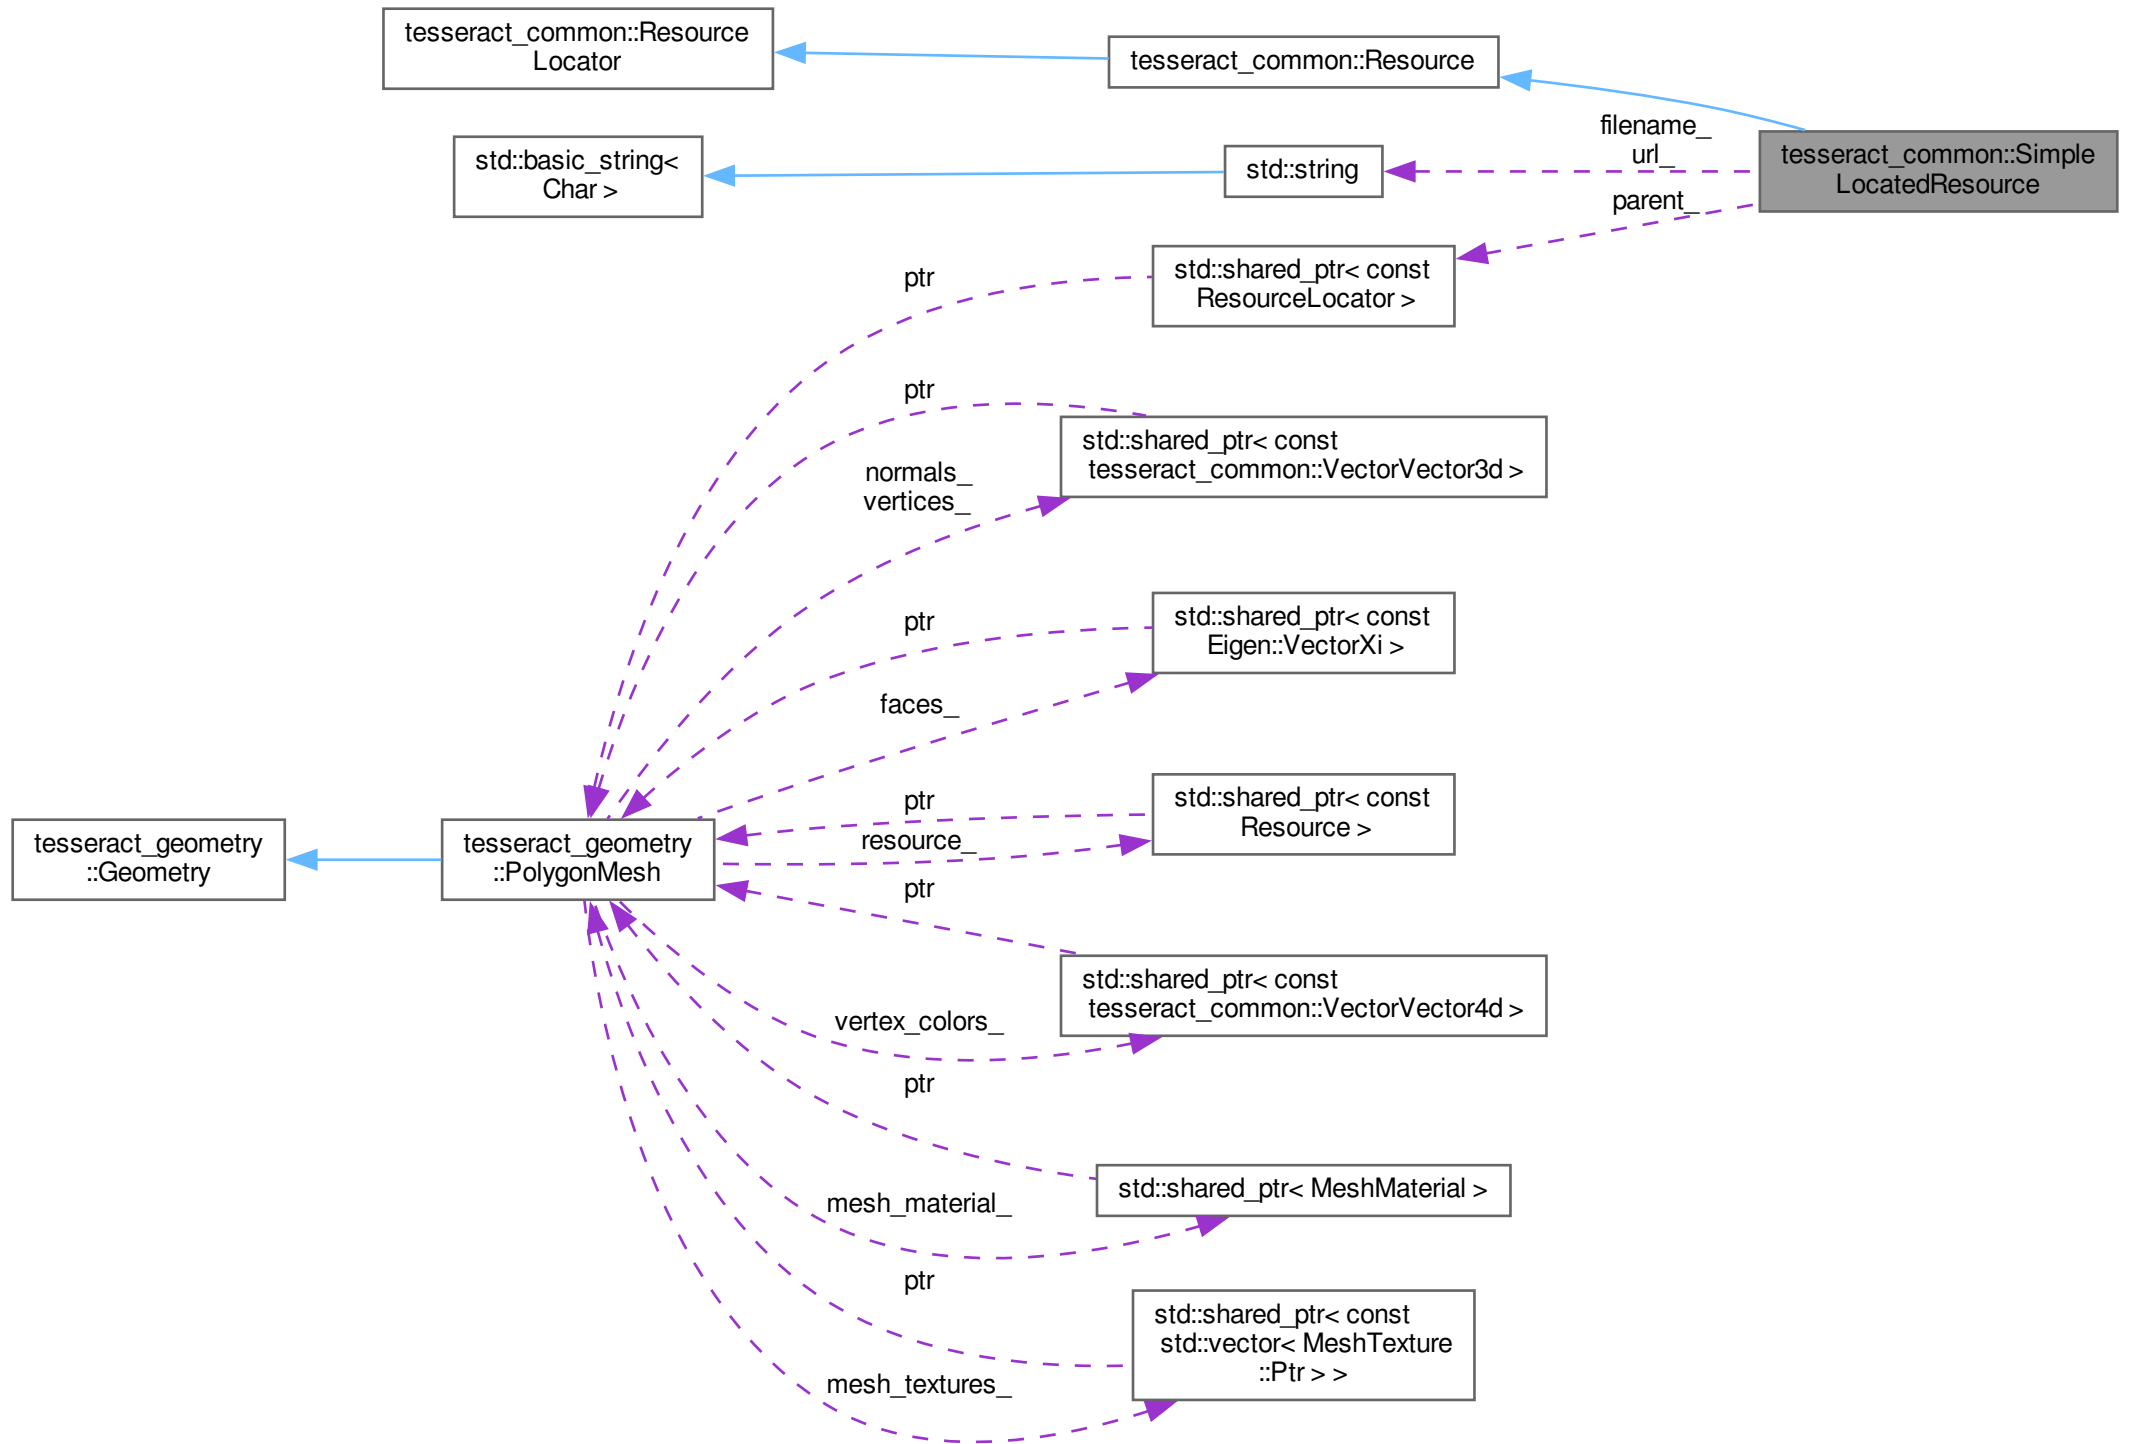 tesseract_common::Resource
Locator
tesseract_common::Resource
tesseract_common::Simple
LocatedResource
filename_
url_
std::basic_string<
Char >
std::string
parent_
std::shared_ptr< const
ResourceLocator >
ptr
ptr
std::shared_ptr< const
tesseract_common::VectorVector3d >
normals_
vertices_
std::shared_ptr< const
Eigen::VectorXi >
ptr
faces_
std::shared_ptr< const
Resource >
ptr
resource_
tesseract_geometry
::Geometry
tesseract_geometry
::PolygonMesh
ptr
std::shared_ptr< const
tesseract_common::VectorVector4d >
vertex_colors_
ptr
std::shared_ptr< MeshMaterial >
mesh_material_
ptr
std::shared_ptr< const
std::vector< MeshTexture
::Ptr > >
mesh_textures_